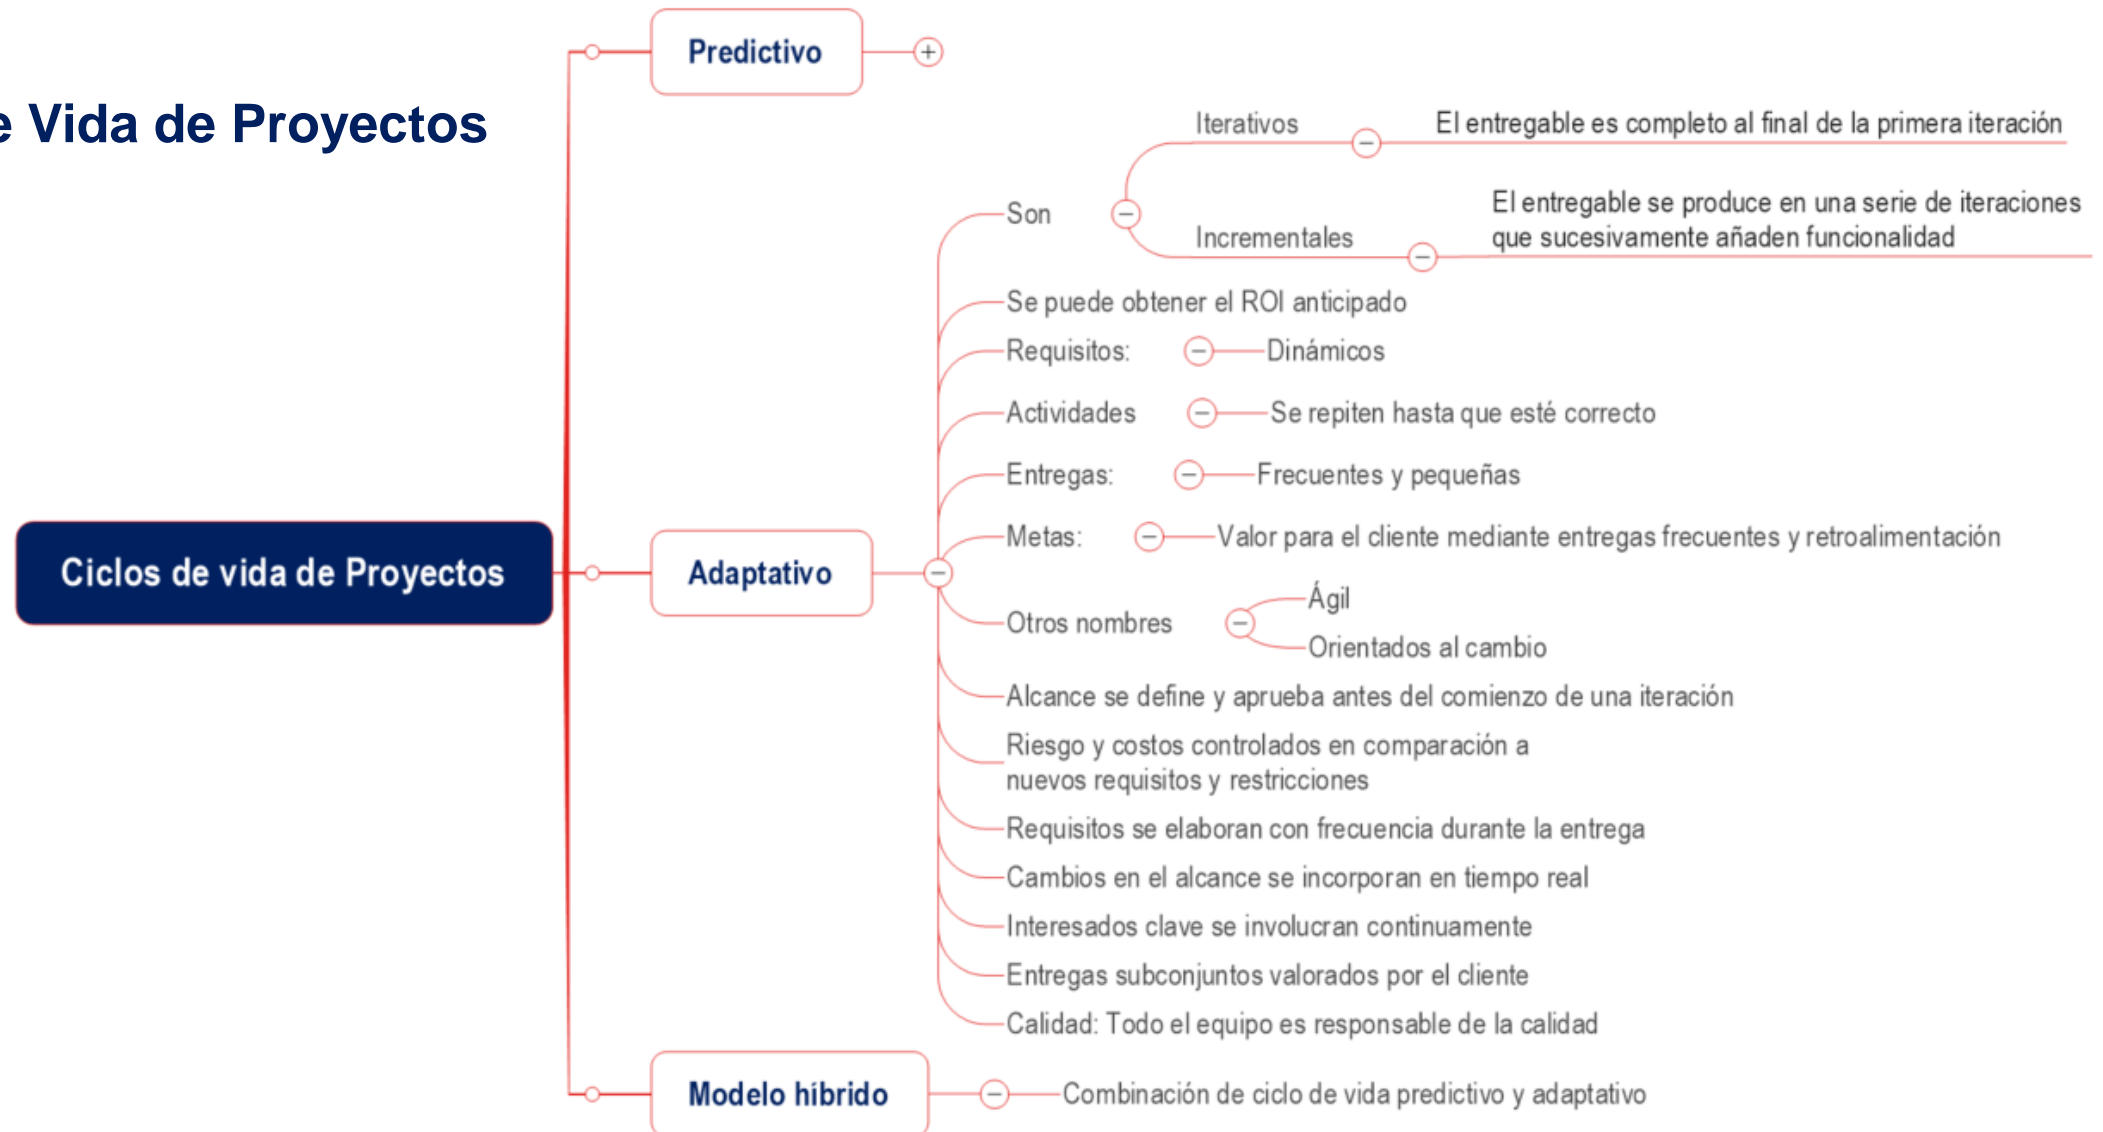 e Vida de Proyectos
Ciclos de vida de Proyectos
Predictivo
Adaptativo
Son
Iterativos
El entregable es completo al final de la primera iteración
Incrementales
El entregable se produce en una serie de iteraciones
que sucesivamente añaden funcionalidad
Se puede obtener el ROI anticipado
Requisitos:
Dinámicos
Actividades
Se repiten hasta que esté correcto
Entregas:
Frecuentes y pequeñas
Metas:
Valor para el cliente mediante entregas frecuentes y retroalimentación
Otros nombres
Ágil
Orientados al cambio
Alcance se define y aprueba antes del comienzo de una iteración
Riesgo y costos controlados en comparación a
nuevos requisitos y restricciones
Requisitos se elaboran con frecuencia durante la entrega
Cambios en el alcance se incorporan en tiempo real
Interesados clave se involucran continuamente
Entregas subconjuntos valorados por el cliente
Calidad: Todo el equipo es responsable de la calidad
Modelo híbrido
Combinación de ciclo de vida predictivo y adaptativo